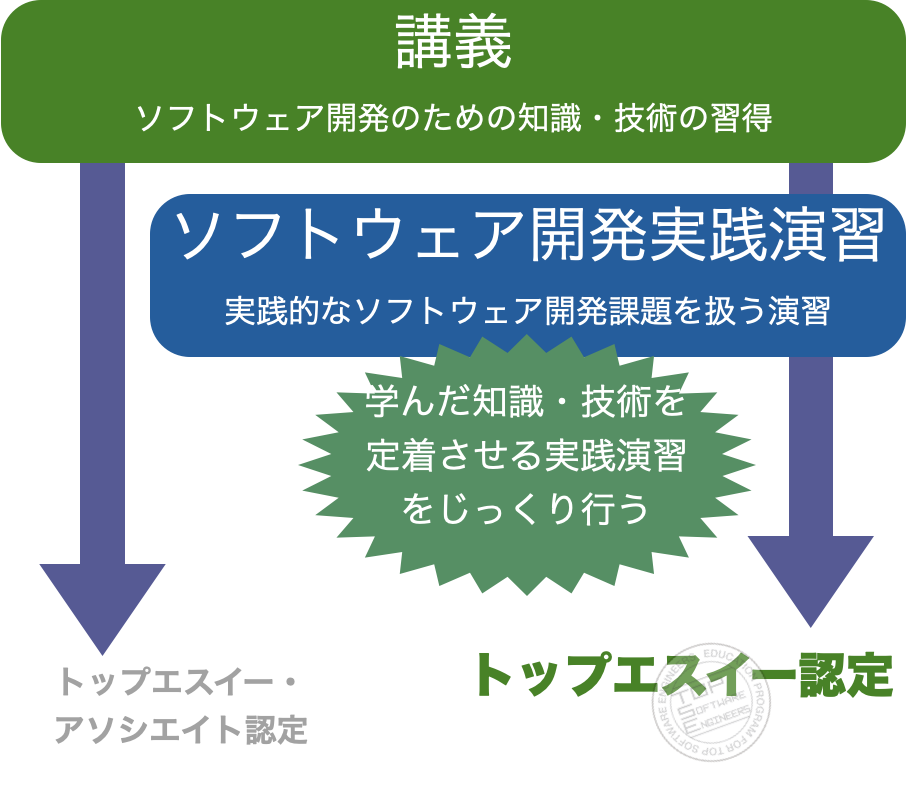 講義
ソフトウェア開発のための知識・技術の習得
ソフトウェア開発実践演習
実践的なソフトウェア開発課題を扱う演習
学んだ知識・技術を
定着させる実践演習
をじっくり行う
トップエスイー認定
EDUCATION PROGRAM FOR TOP SOFTWARE ENGINEERS
TOP
SOFTWARE
ENGINEERS
トップエスイー・
アソシエイト認定